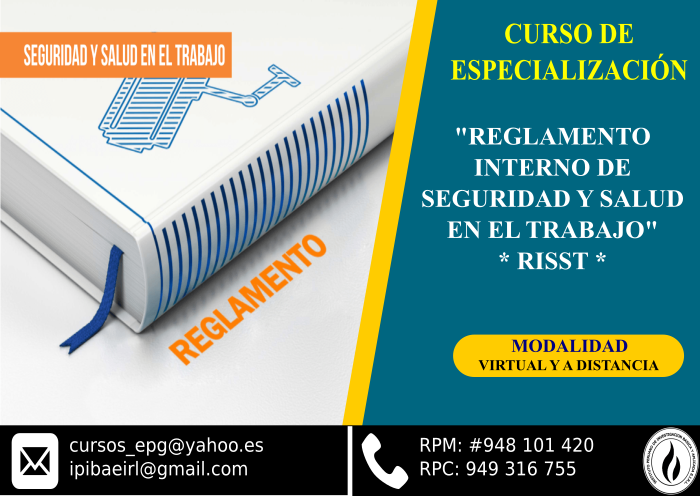 SEGURIDAD Y SALUD EN EL TRABAJO
REGLAMENTO
CURSO DE
ESPECIALIZACIÓN
"REGLAMENTO
INTERNO DE
SEGURIDAD Y SALUD
EN EL TRABAJO"
* RISST *
MODALIDAD
VIRTUAL Y A DISTANCIA
cursos_epg@yahoo.es
ipibaeirl@gmail.com
RPM: #948 101 420
RPC: 949 316 755